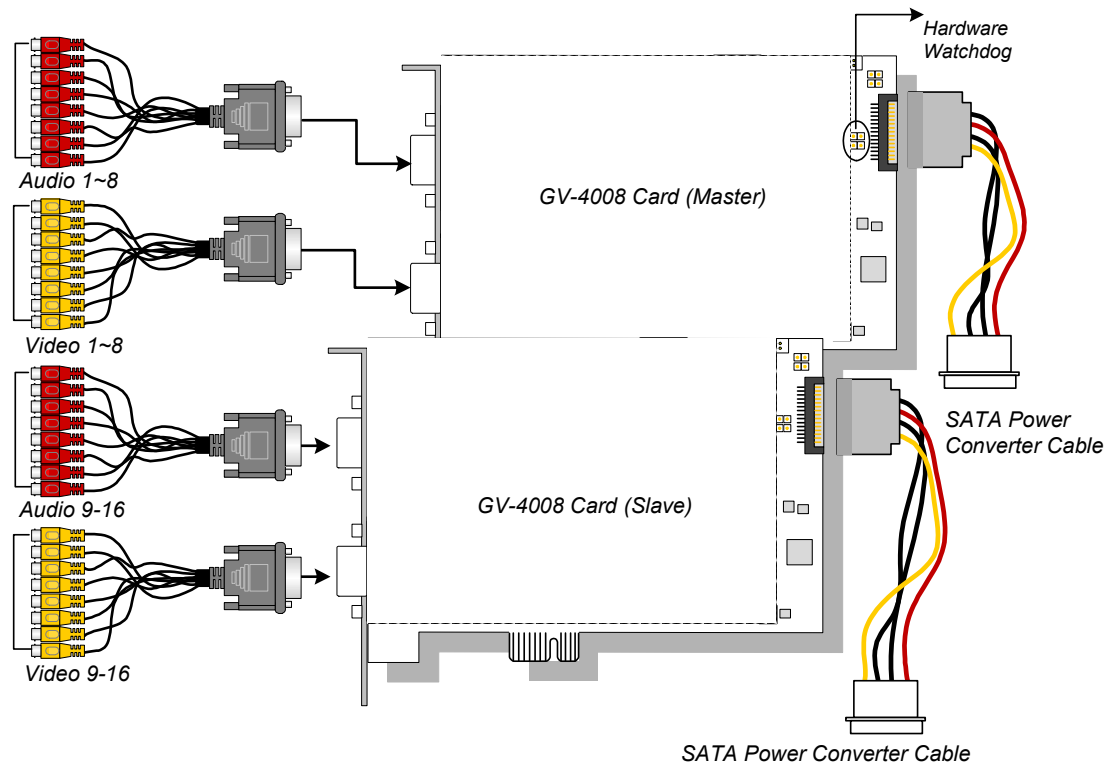 Hardware
Watchdog
Audio 1~8
GV-4008 Card (Master)
Video 1~8
SATA Power
Converter Cable
Audio 9-16
GV-4008 Card (Slave)
Video 9-16
SATA Power Converter Cable